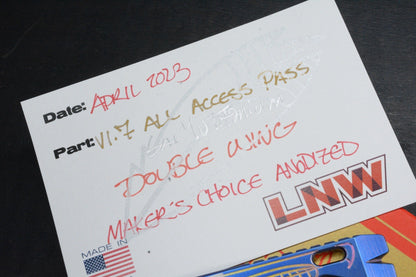 Date: APRIL 2023
Part: V1.7 ALL ACCESS PASS
DOUBLE WING
MAKER'S CHOICE ANODIZED
LNW
MADE IN